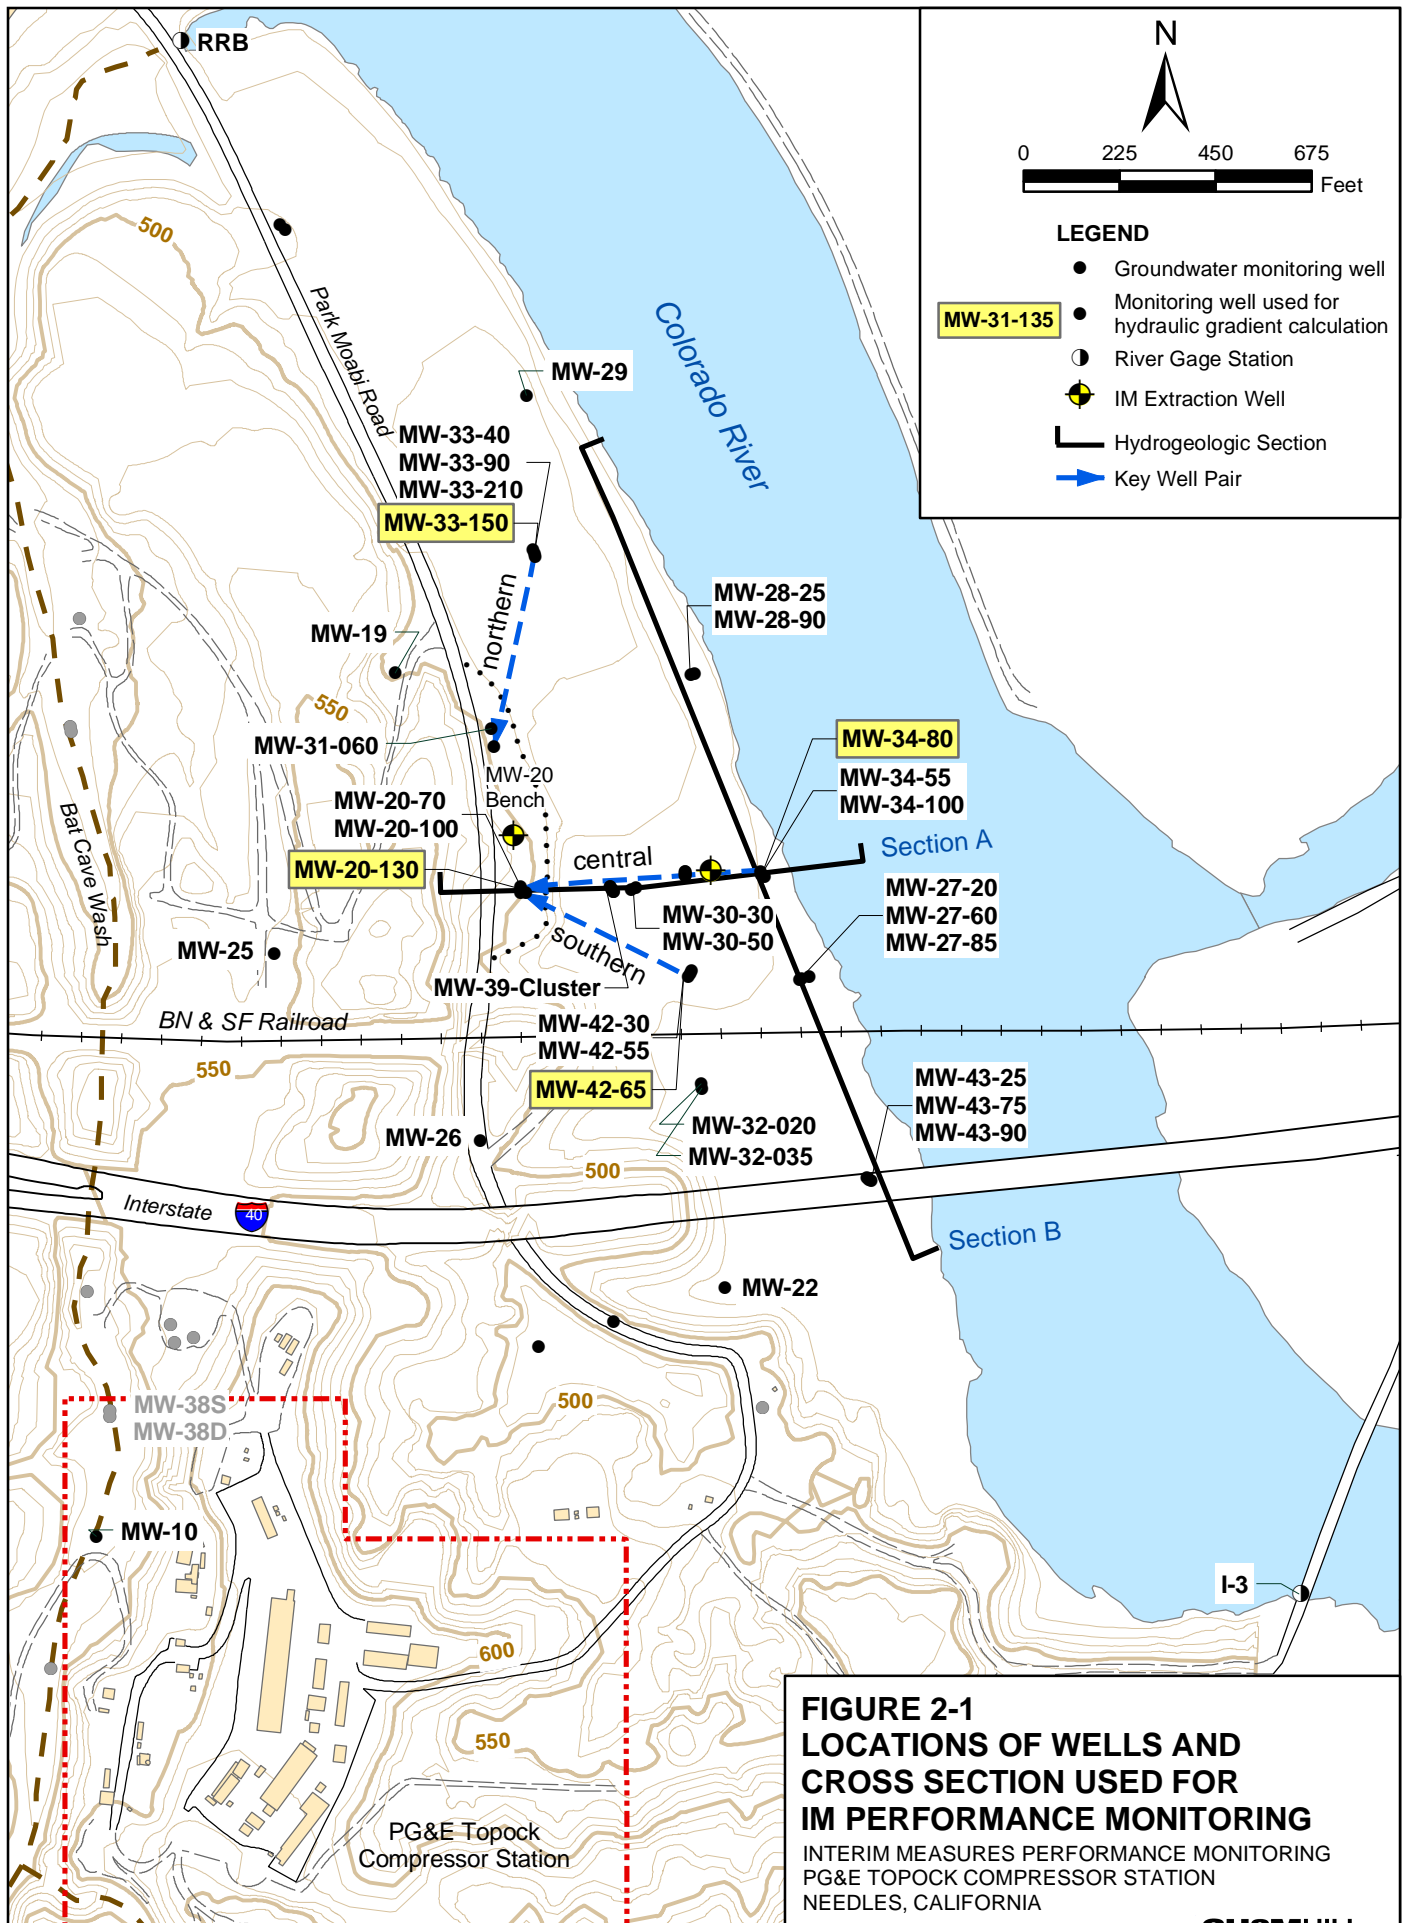 RRB
N
0 225 450 675
Feet
LEGEND
Groundwater monitoring well
MW-31-135
Monitoring well used for
hydraulic gradient calculation
River Gage Station
IM Extraction Well
Hydrogeologic Section
Key Well Pair
500
Park Moabi Road
Colorado River
MW-29
MW-33-40
MW-33-90
MW-33-210
MW-33-150
northern
MW-28-25
MW-28-90
MW-19
550
MW-31-060
MW-34-80
MW-34-55
MW-34-100
MW-20
Bench
MW-20-70
MW-20-100
MW-20-130
central
Section A
Bat Cave Wash
MW-30-30
MW-30-50
MW-27-20
MW-27-60
MW-27-85
southern
MW-25
MW-39-Cluster
BN & SF Railroad
MW-42-30
MW-42-55
MW-42-65
550
MW-43-25
MW-43-75
MW-43-90
MW-32-020
MW-32-035
MW-26
500
Interstate
40
Section B
MW-22
500
MW-38S
MW-38D
MW-10
I-3
600
550
PG&E Topock
Compressor Station
FIGURE 2-1
LOCATIONS OF WELLS AND
CROSS SECTION USED FOR
IM PERFORMANCE MONITORING
INTERIM MEASURES PERFORMANCE MONITORING
PG&E TOPOCK COMPRESSOR STATION
NEEDLES, CALIFORNIA